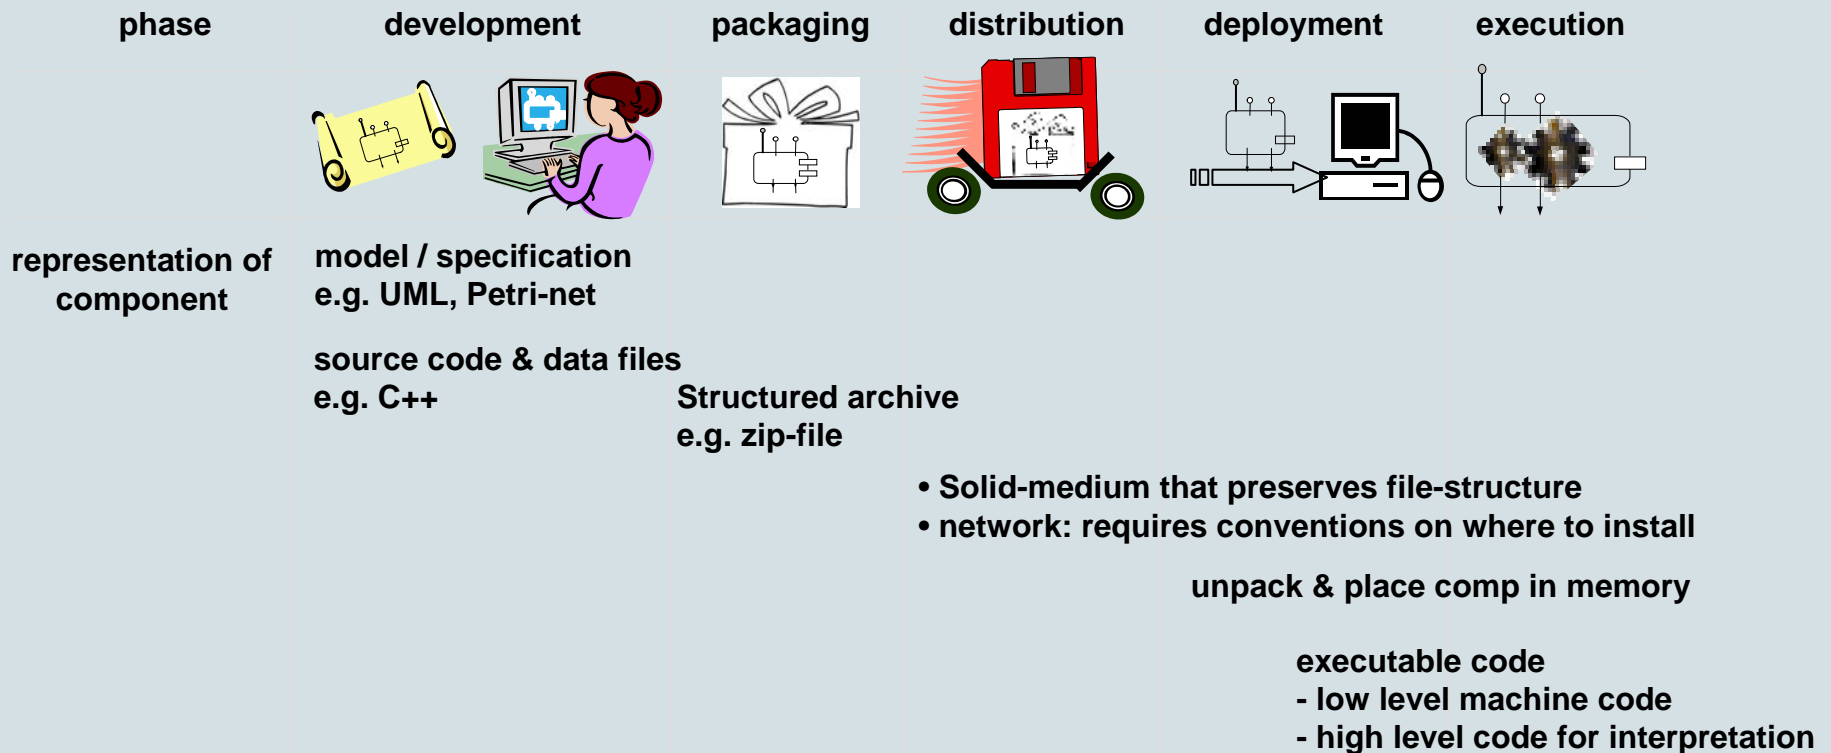 phase development packaging distribution deployment execution
representation of
component
model / specification
e.g. UML, Petri-net
source code & data files
e.g. C++
Structured archive
e.g. zip-file
• Solid-medium that preserves file-structure
• network: requires conventions on where to install
unpack & place comp in memory
executable code
- low level machine code
- high level code for interpretation